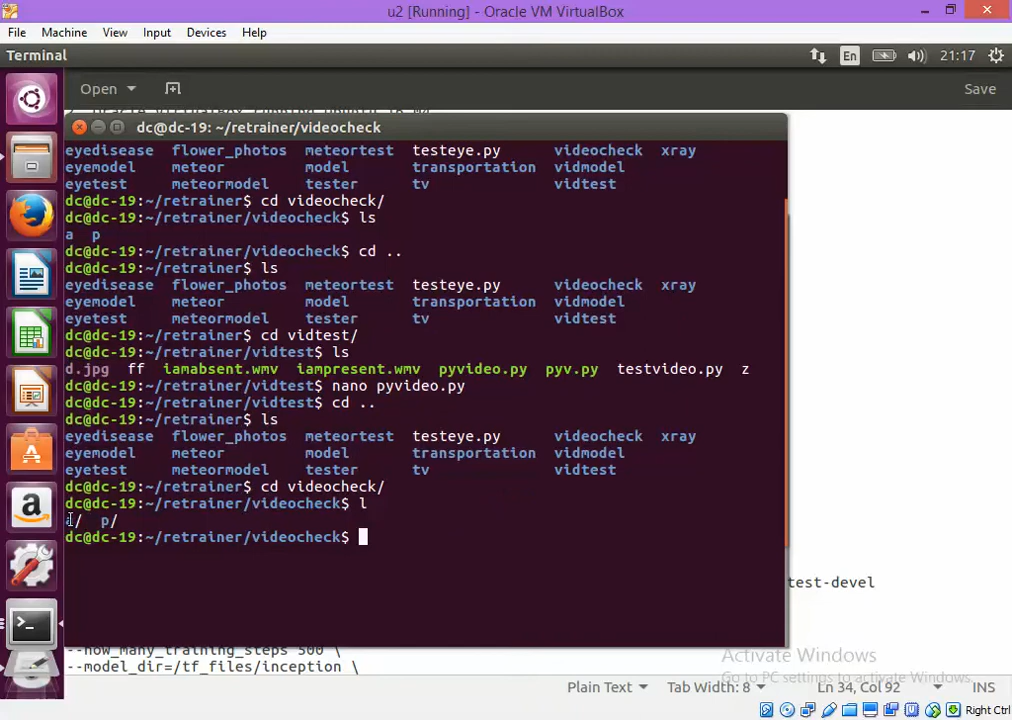 u2 [Running] - Oracle VM VirtualBox
File Machine View Input Devices Help
Terminal En 21:17
Open Save
dc@dc-19: ~/retrainer/videocheck
eyedisease flower_photos meteortest testeye.py videocheck xray
eyemodel meteor model transportation vidmodel
eyetest meteormodel tester tv vidtest
dc@dc-19:~/retrainer$ cd videocheck/
dc@dc-19:~/retrainer/videocheck$ ls
a p
dc@dc-19:~/retrainer/videocheck$ cd ..
dc@dc-19:~/retrainer$ ls
eyedisease flower_photos meteortest testeye.py videocheck xray
eyemodel meteor model transportation vidmodel
eyetest meteormodel tester tv vidtest
dc@dc-19:~/retrainer$ cd vidtest/
dc@dc-19:~/retrainer/vidtest$ ls
d.jpg ff iamabsent.wmv iampresent.wmv pyvideo.py pyv.py testvideo.py z
dc@dc-19:~/retrainer/vidtest$ nano pyvideo.py
dc@dc-19:~/retrainer/vidtest$ cd ..
dc@dc-19:~/retrainer$ ls
eyedisease flower_photos meteortest testeye.py videocheck xray
eyemodel meteor model transportation vidmodel
eyetest meteormodel tester tv vidtest
dc@dc-19:~/retrainer$ cd videocheck/
dc@dc-19:~/retrainer/videocheck$ l
a/ p/
dc@dc-19:~/retrainer/videocheck$
test-devel
--how_many_training_steps 500 \
--model_dir=/tf_files/inception \
Activate Windows
Go to PC settings to activate Windows.
Plain Text Tab Width: 8 Ln 34, Col 92 INS
Right Ctrl